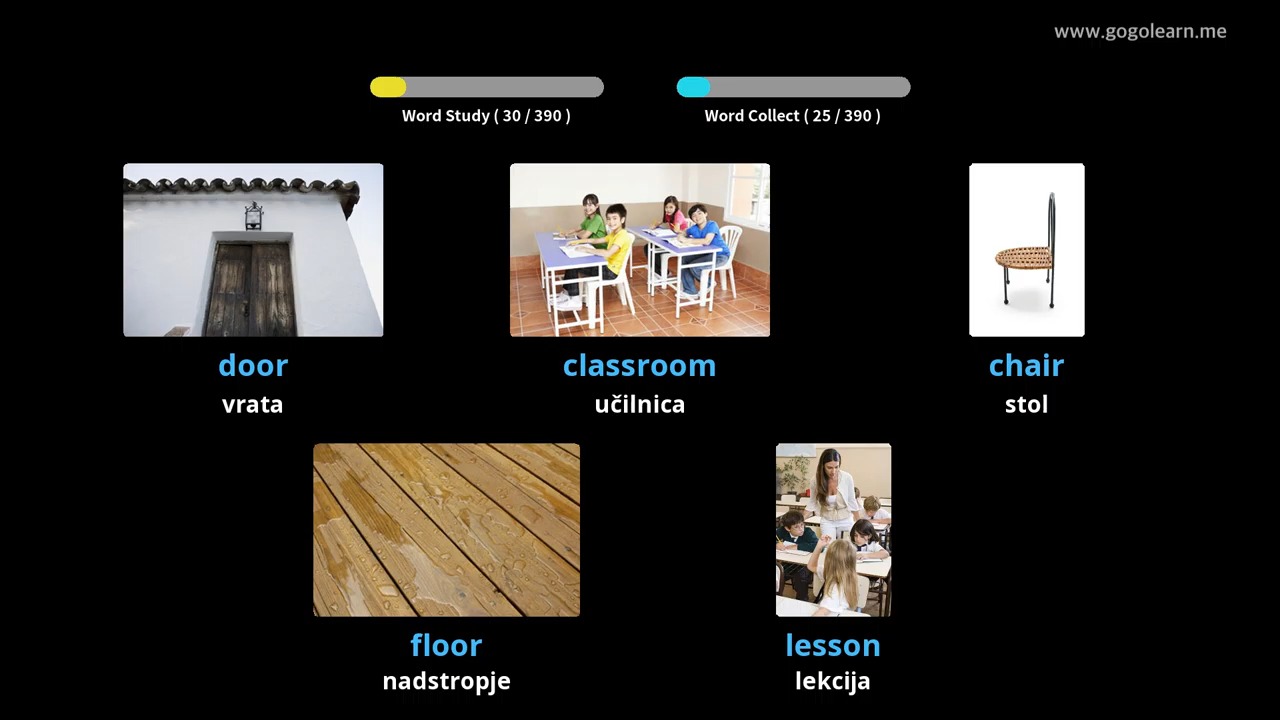 www.gogolearn.me
Word Study ( 30 / 390 )
Word Collect ( 25 / 390 )
door
vrata
classroom
učilnica
chair
stol
floor
nadstropje
lesson
lekcija